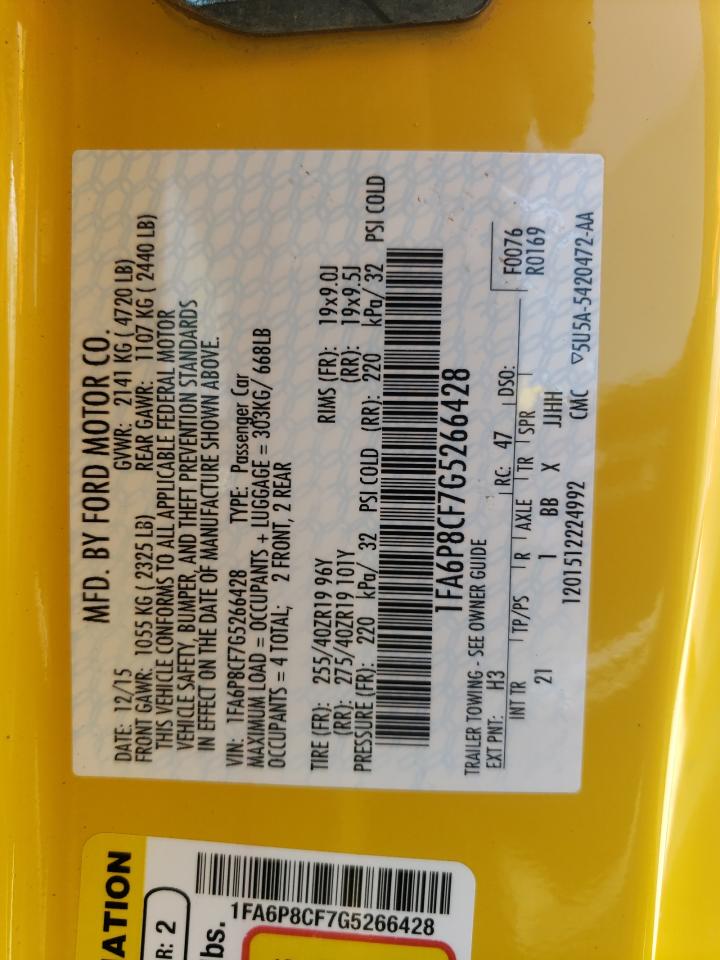 MFD. BY FORD MOTOR CO.
DATE: 12/15 GVWR: 2141 KG ( 4720 LB)
FRONT GAWR: 1055 KG ( 2325 LB) REAR GAWR: 1107 KG ( 2440 LB)
THIS VEHICLE CONFORMS TO ALL APPLICABLE FEDERAL MOTOR
VEHICLE SAFETY, BUMPER, AND THEFT PREVENTION STANDARDS
IN EFFECT ON THE DATE OF MANUFACTURE SHOWN ABOVE.
VIN: 1FA6P8CF7G5266428 TYPE: Passenger Car
MAXIMUM LOAD = OCCUPANTS + LUGGAGE = 303KG/ 668LB
OCCUPANTS = 4 TOTAL; 2 FRONT, 2 REAR
TIRE (FR): 255/40ZR19 96Y RIMS (FR): 19x9.0J
(RR): 275/40ZR19 101Y (RR): 19x9.5J
PRESSURE (FR): 220 kPa/ 32 PSI COLD (RR): 220 kPa/ 32 PSI COLD
1FA6P8CF7G5266428
TRAILER TOWING - SEE OWNER GUIDE F0076
EXT PNT: H3 RC: 47 DSO: R0169
INT TR TP/PS R AXLE TR SPR
21 1 BB X JJHH
1201512224992 CMC ▽5U5A-5420472-AA
ATION
R: 2
1FA6P8CF7G5266428
lbs.